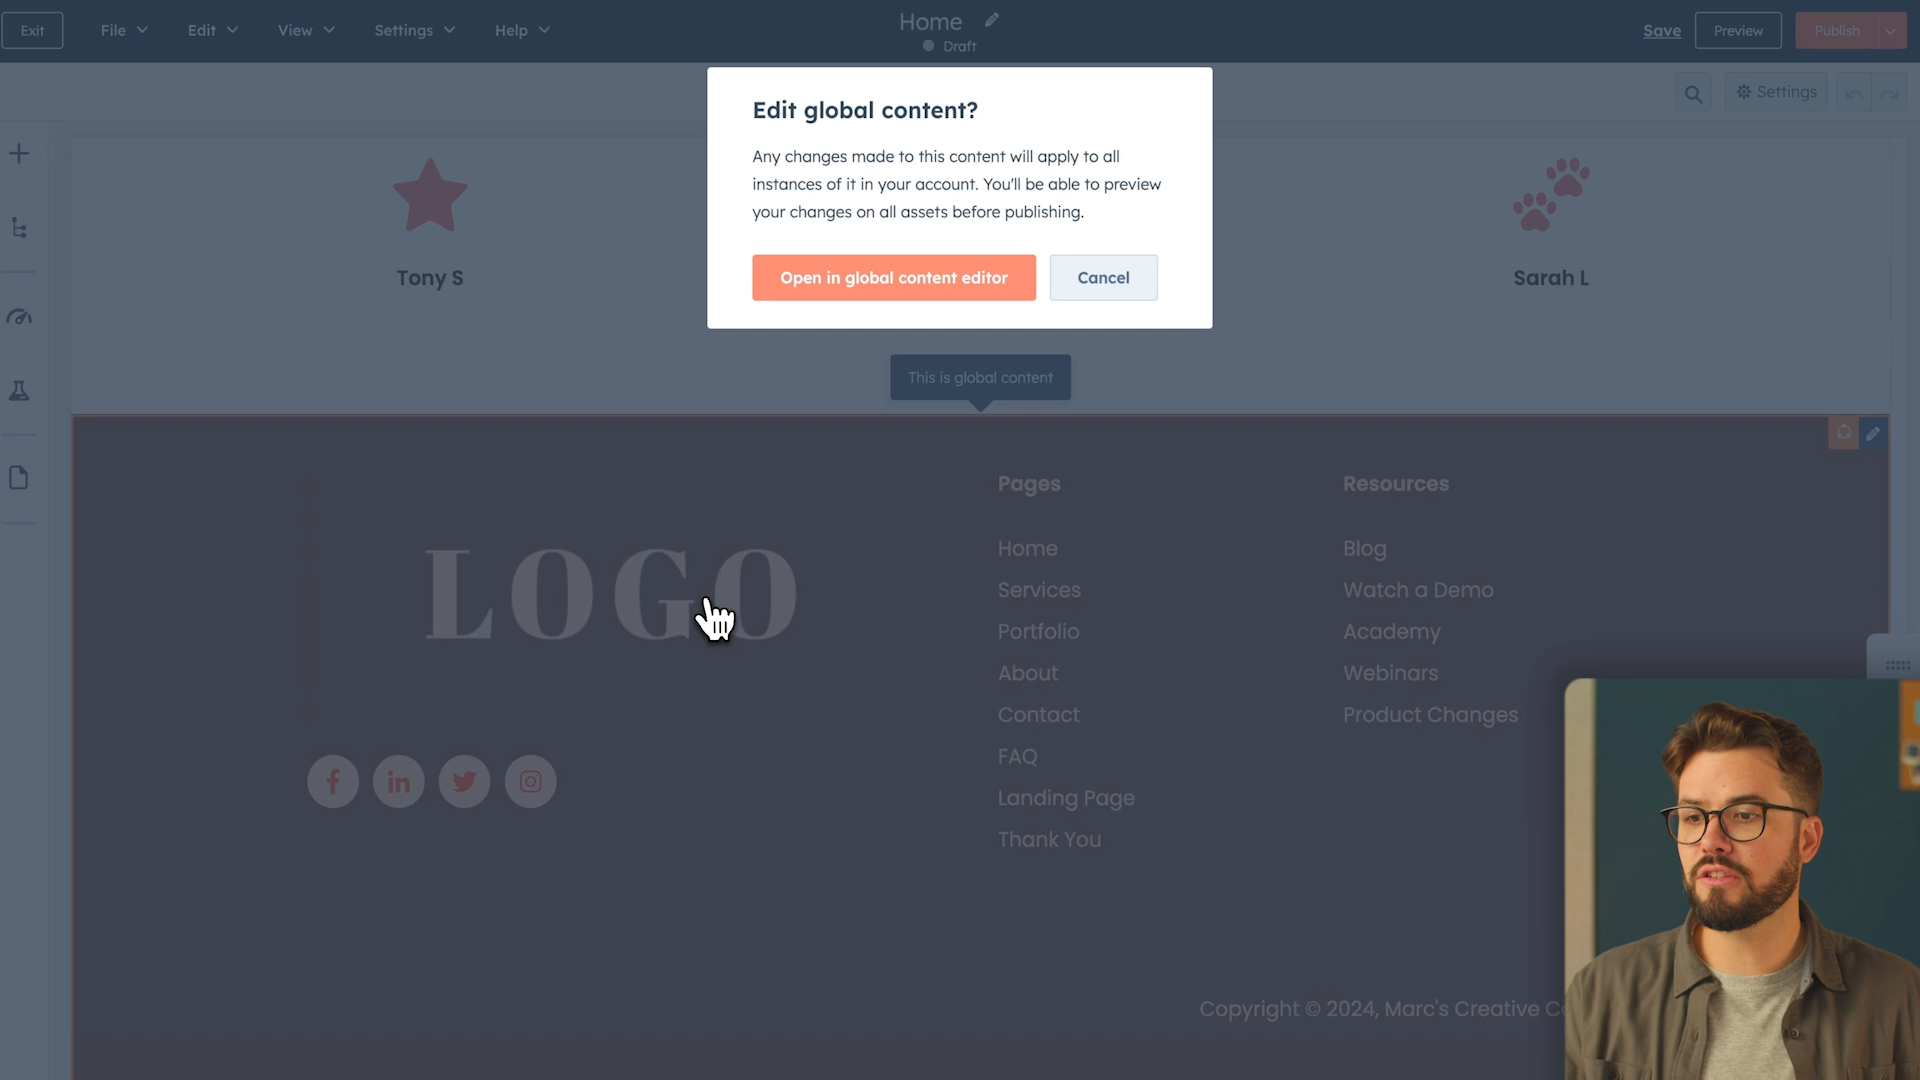 Exit
File
Edit
View
Settings
Help
Home
Draft
Save
Preview
Publish
Settings
Edit global content?
Any changes made to this content will apply to all
instances of it in your account. You'll be able to preview
your changes on all assets before publishing.
Open in global content editor
Cancel
Tony S
Sarah L
This is global content
LOGO
Pages
Home
Services
Portfolio
About
Contact
FAQ
Landing Page
Thank You
Resources
Blog
Watch a Demo
Academy
Webinars
Product Changes
Copyright © 2024, Marc's Creative